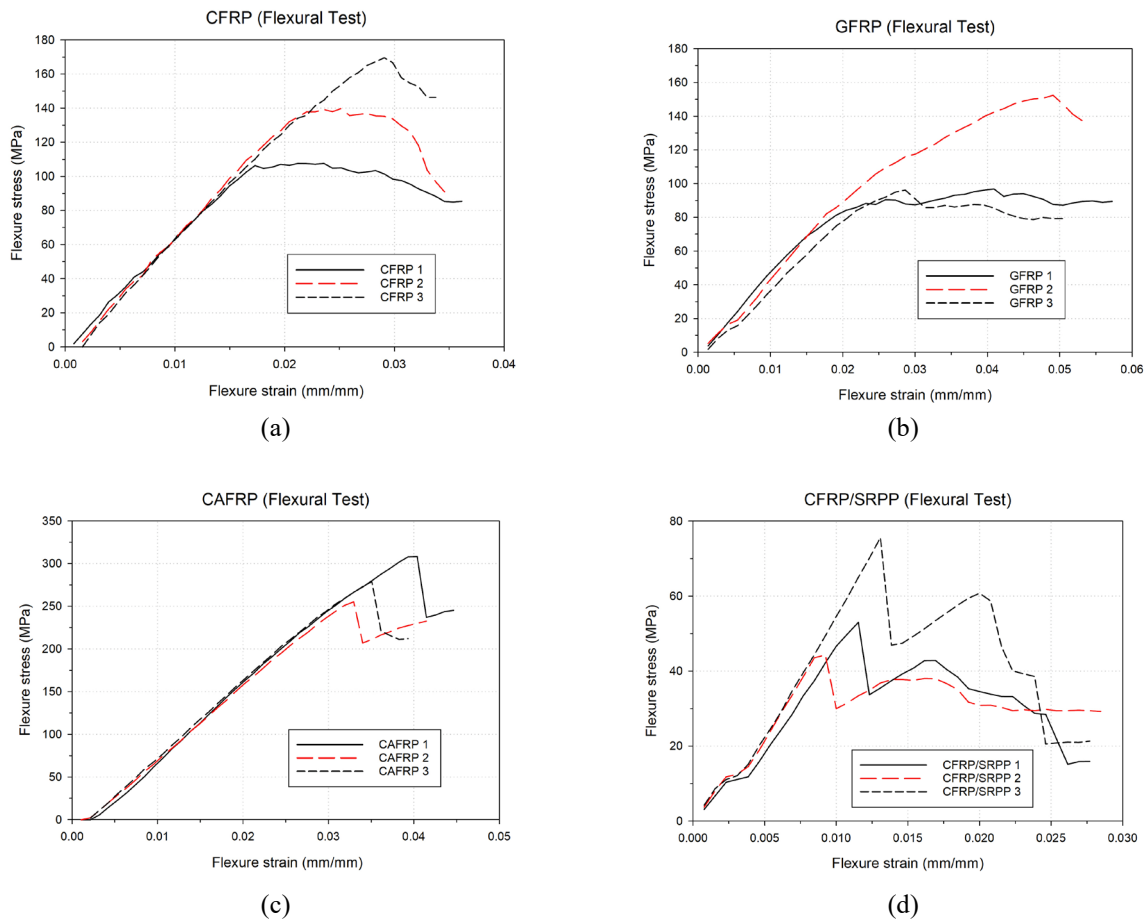 CFRP (Flexural Test)
180
160
140
120
100
80
60
40
20
0
Flexure stress (MPa)
CFRP 1
CFRP 2
CFRP 3
0.00 0.01 0.02 0.03 0.04
Flexure strain (mm/mm)
(a)
GFRP (Flexural Test)
180
160
140
120
100
80
60
40
20
0
Flexure stress (MPa)
GFRP 1
GFRP 2
GFRP 3
0.00 0.01 0.02 0.03 0.04 0.05 0.06
Flexure strain (mm/mm)
(b)
CAFRP (Flexural Test)
350
300
250
200
150
100
50
0
Flexure stress (MPa)
CAFRP 1
CAFRP 2
CAFRP 3
0.00 0.01 0.02 0.03 0.04 0.05
Flexure strain (mm/mm)
(c)
CFRP/SRPP (Flexural Test)
80
60
40
20
0
Flexure stress (MPa)
CFRP/SRPP 1
CFRP/SRPP 2
CFRP/SRPP 3
0.000 0.005 0.010 0.015 0.020 0.025 0.030
Flexure strain (mm/mm)
(d)